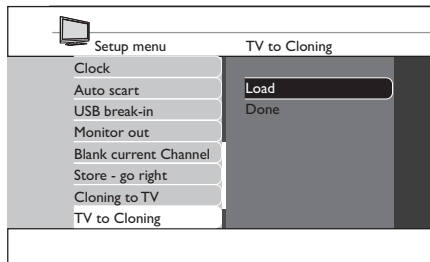 Setup menu
TV to Cloning
Clock
Auto scart
Load
USB break-in
Done
Monitor out
Blank current Channel
Store - go right
Cloning to TV
TV to Cloning